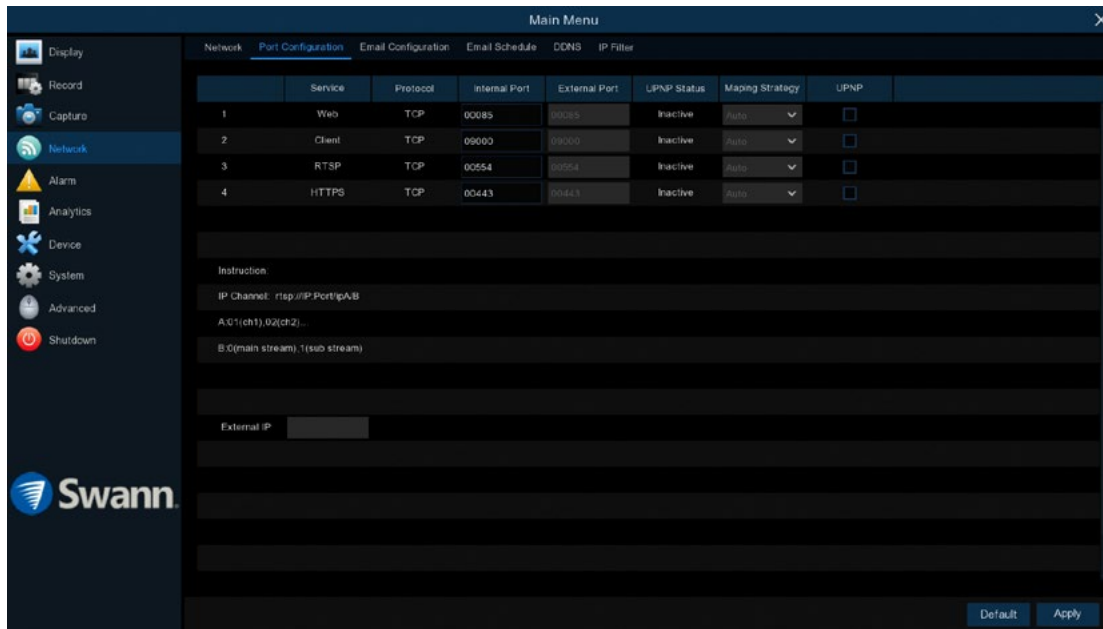 Main Menu
X
Display
Record
Capture
Network
Alarm
Analytics
Device
System
Advanced
Shutdown
Swann
Network Port Configuration Email Configuration Email Schedule DDNS IP Filter
Service Protocol Internal Port External Port UPNP Status Maping Strategy UPNP
1 Web TCP 00085 00085 Inactive Auto
2 Client TCP 09000 09000 Inactive Auto
3 RTSP TCP 00554 00554 Inactive Auto
4 HTTPS TCP 00443 00443 Inactive Auto
Instruction:
IP Channel: rtsp://IP:Port/ipA/B
A:01(ch1),02(ch2)...
B:0(main stream),1(sub stream)
External IP
Default Apply